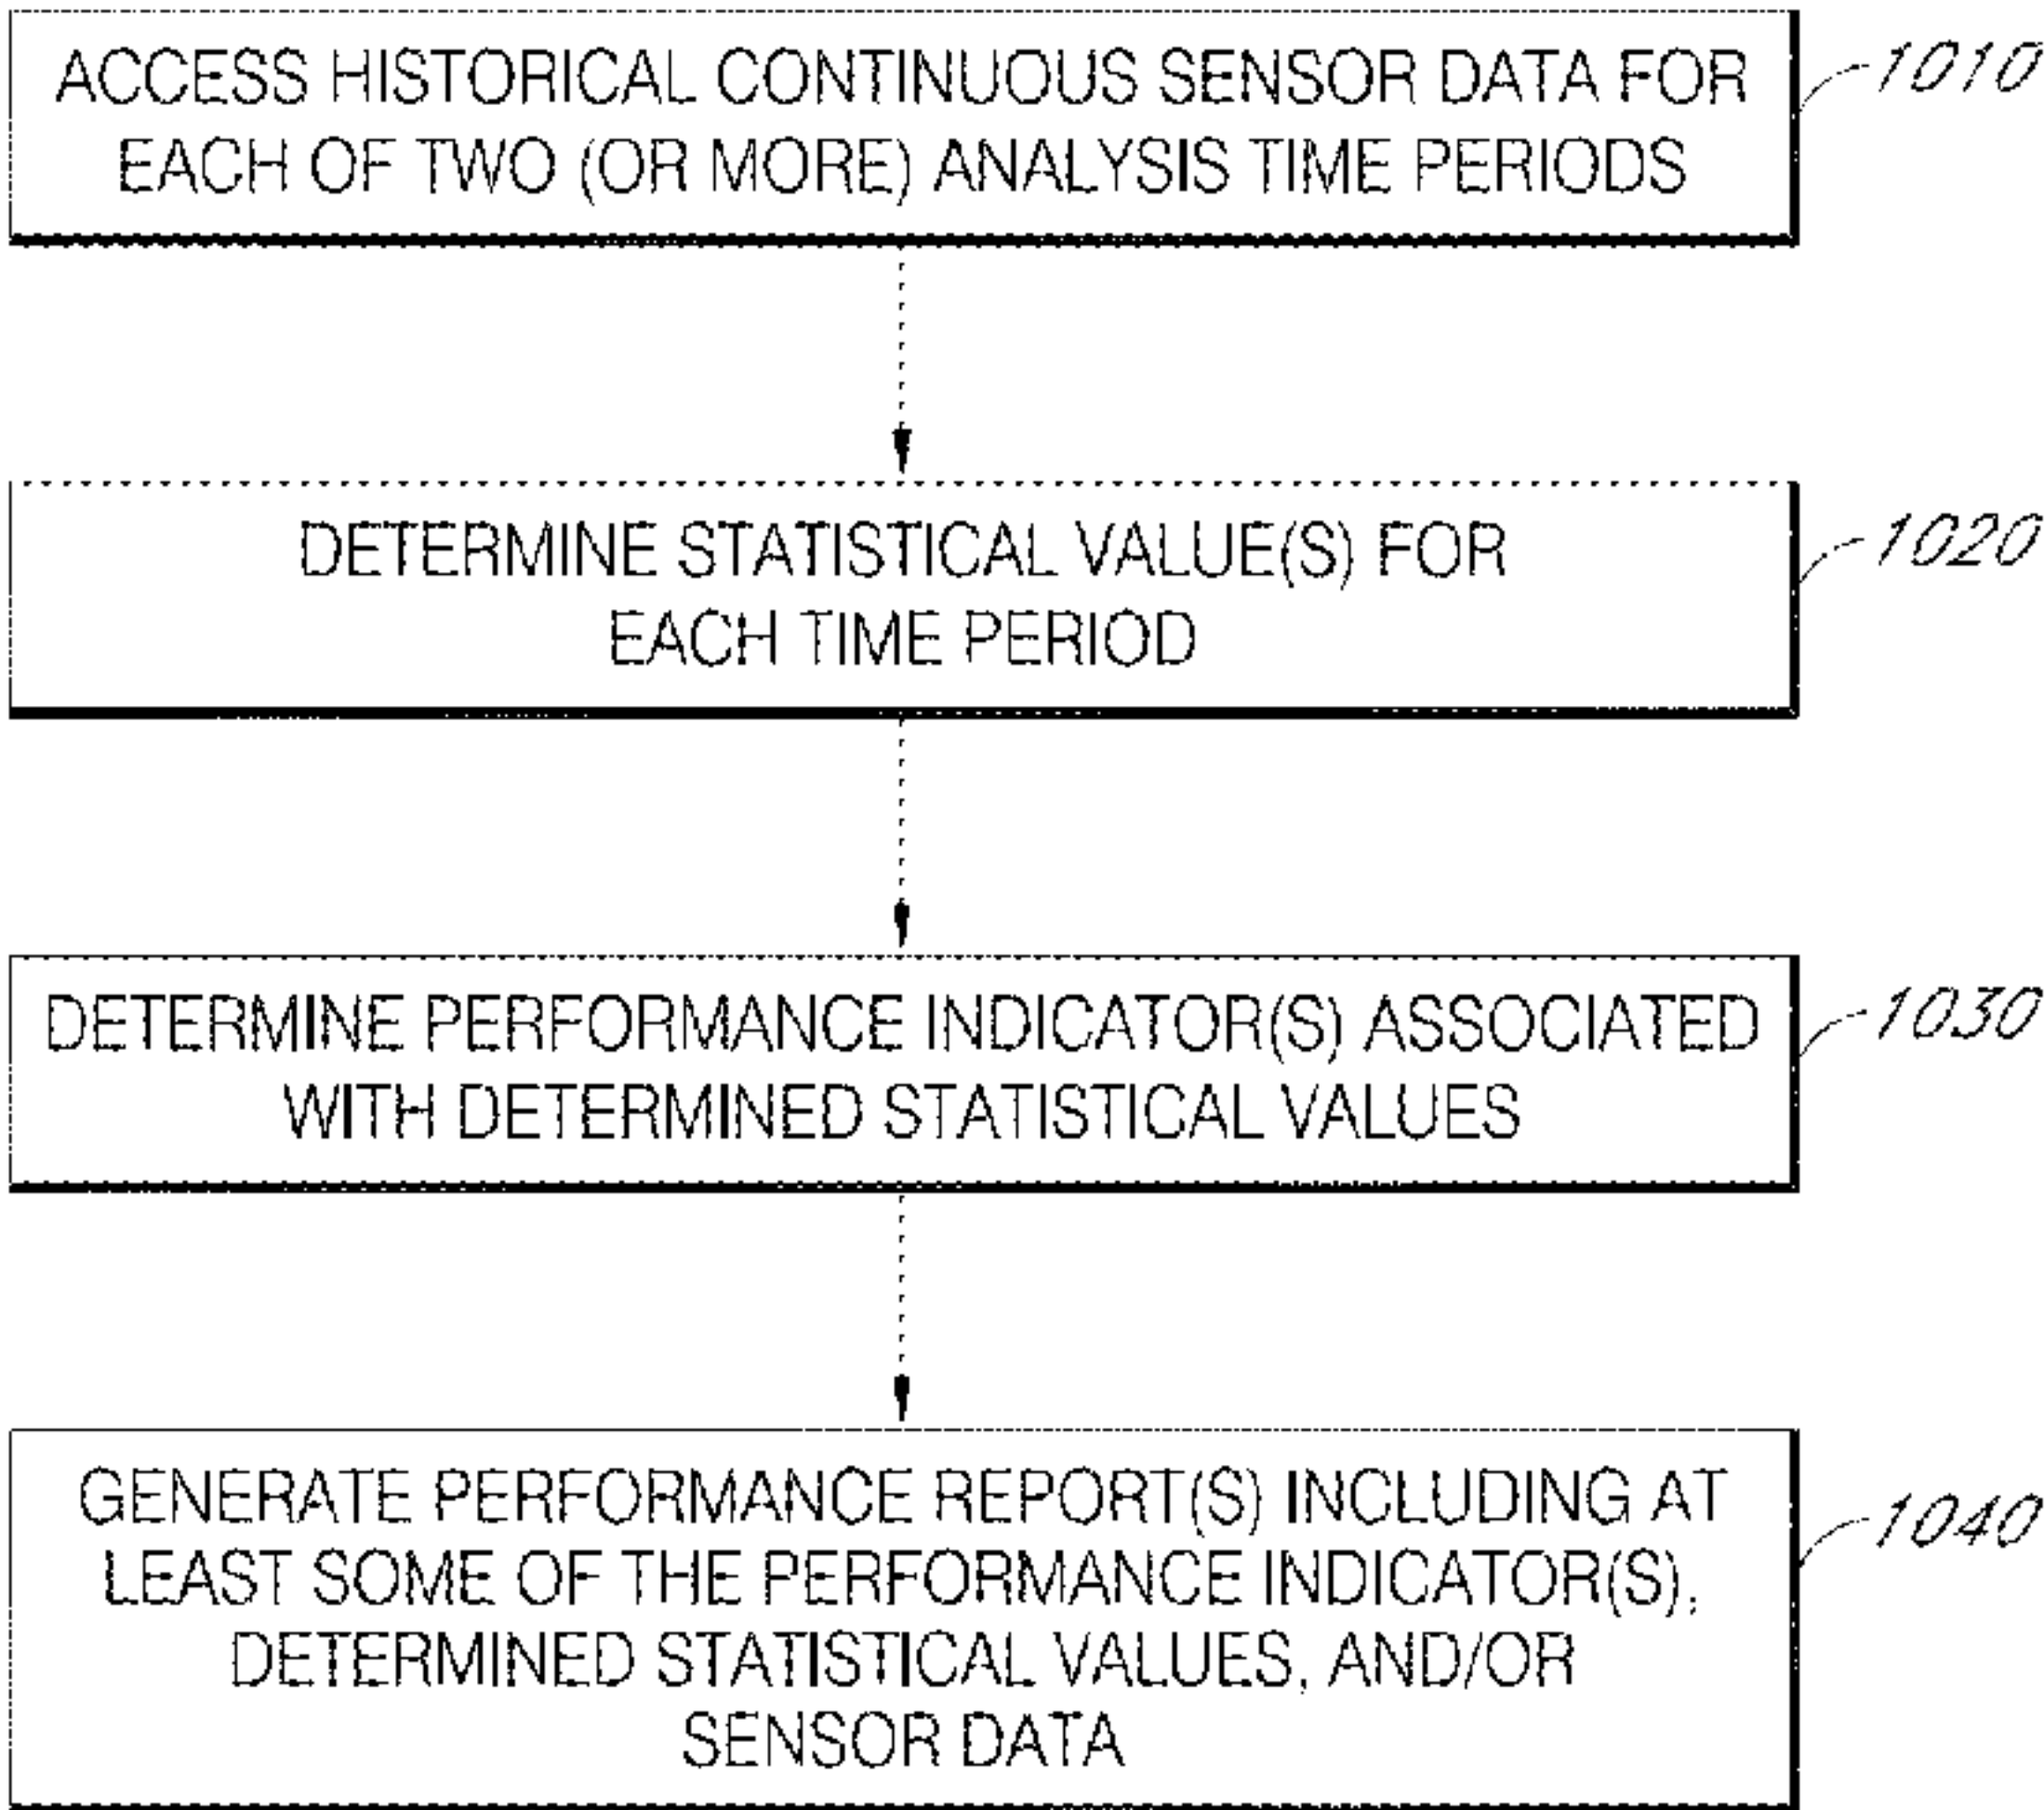 ACCESS HISTORICAL CONTINUOUS SENSOR DATA FOR
EACH OF TWO (OR MORE) ANALYSIS TIME PERIODS
1010
DETERMINE STATISTICAL VALUE(S) FOR
EACH TIME PERIOD
1020
DETERMINE PERFORMANCE INDICATOR(S) ASSOCIATED
WITH DETERMINED STATISTICAL VALUES
1030
GENERATE PERFORMANCE REPORT(S) INCLUDING AT
LEAST SOME OF THE PERFORMANCE INDICATOR(S),
DETERMINED STATISTICAL VALUES, AND/OR
SENSOR DATA
1040